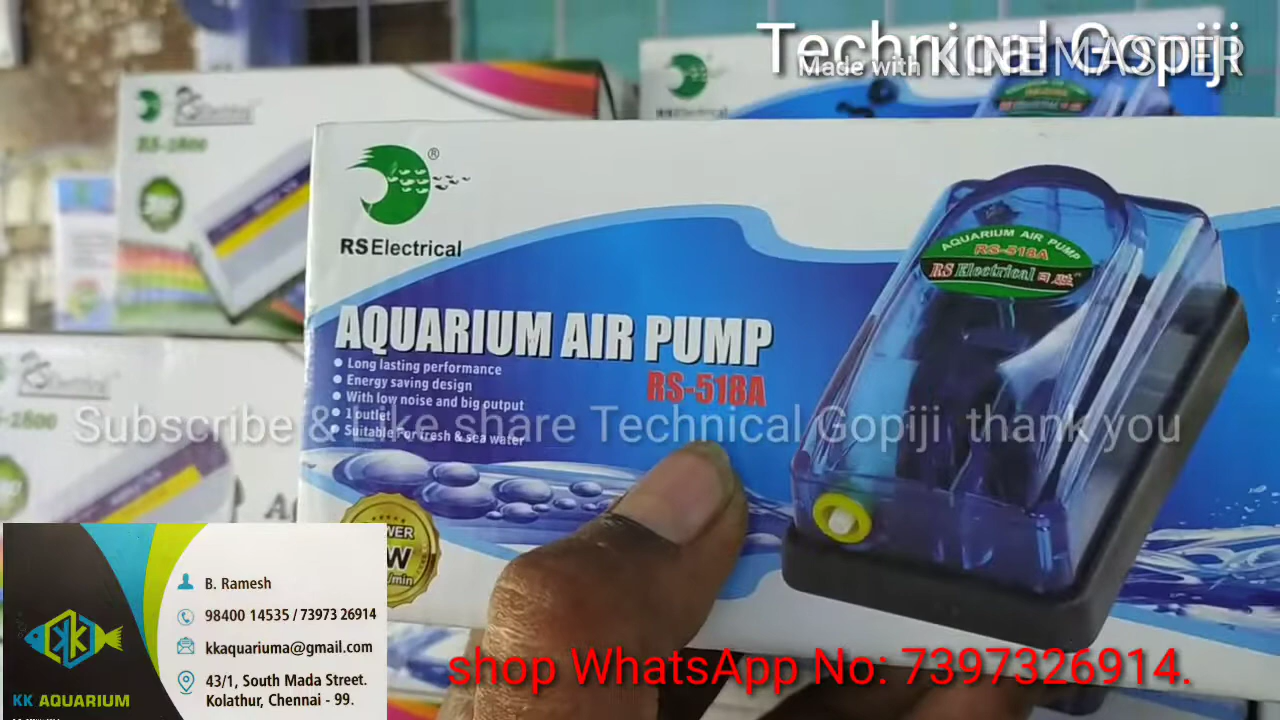 Technical Gopiji
Made with KINEMASTER
RS Electrical
RS-1800
RS Electrical
AQUARIUM AIR PUMP
RS-518A
RS Electrical 日胜
AQUARIUM AIR PUMP
RS-518A
Long lasting performance
Energy saving design
With low noise and big output
1 outlet
Suitable For fresh & sea water
Subscribe & Like share Technical Gopiji thank you
B. Ramesh
98400 14535 / 73973 26914
kkaquariuma@gmail.com
43/1, South Mada Street.
Kolathur, Chennai - 99.
KK AQUARIUM
shop WhatsApp No: 7397326914.